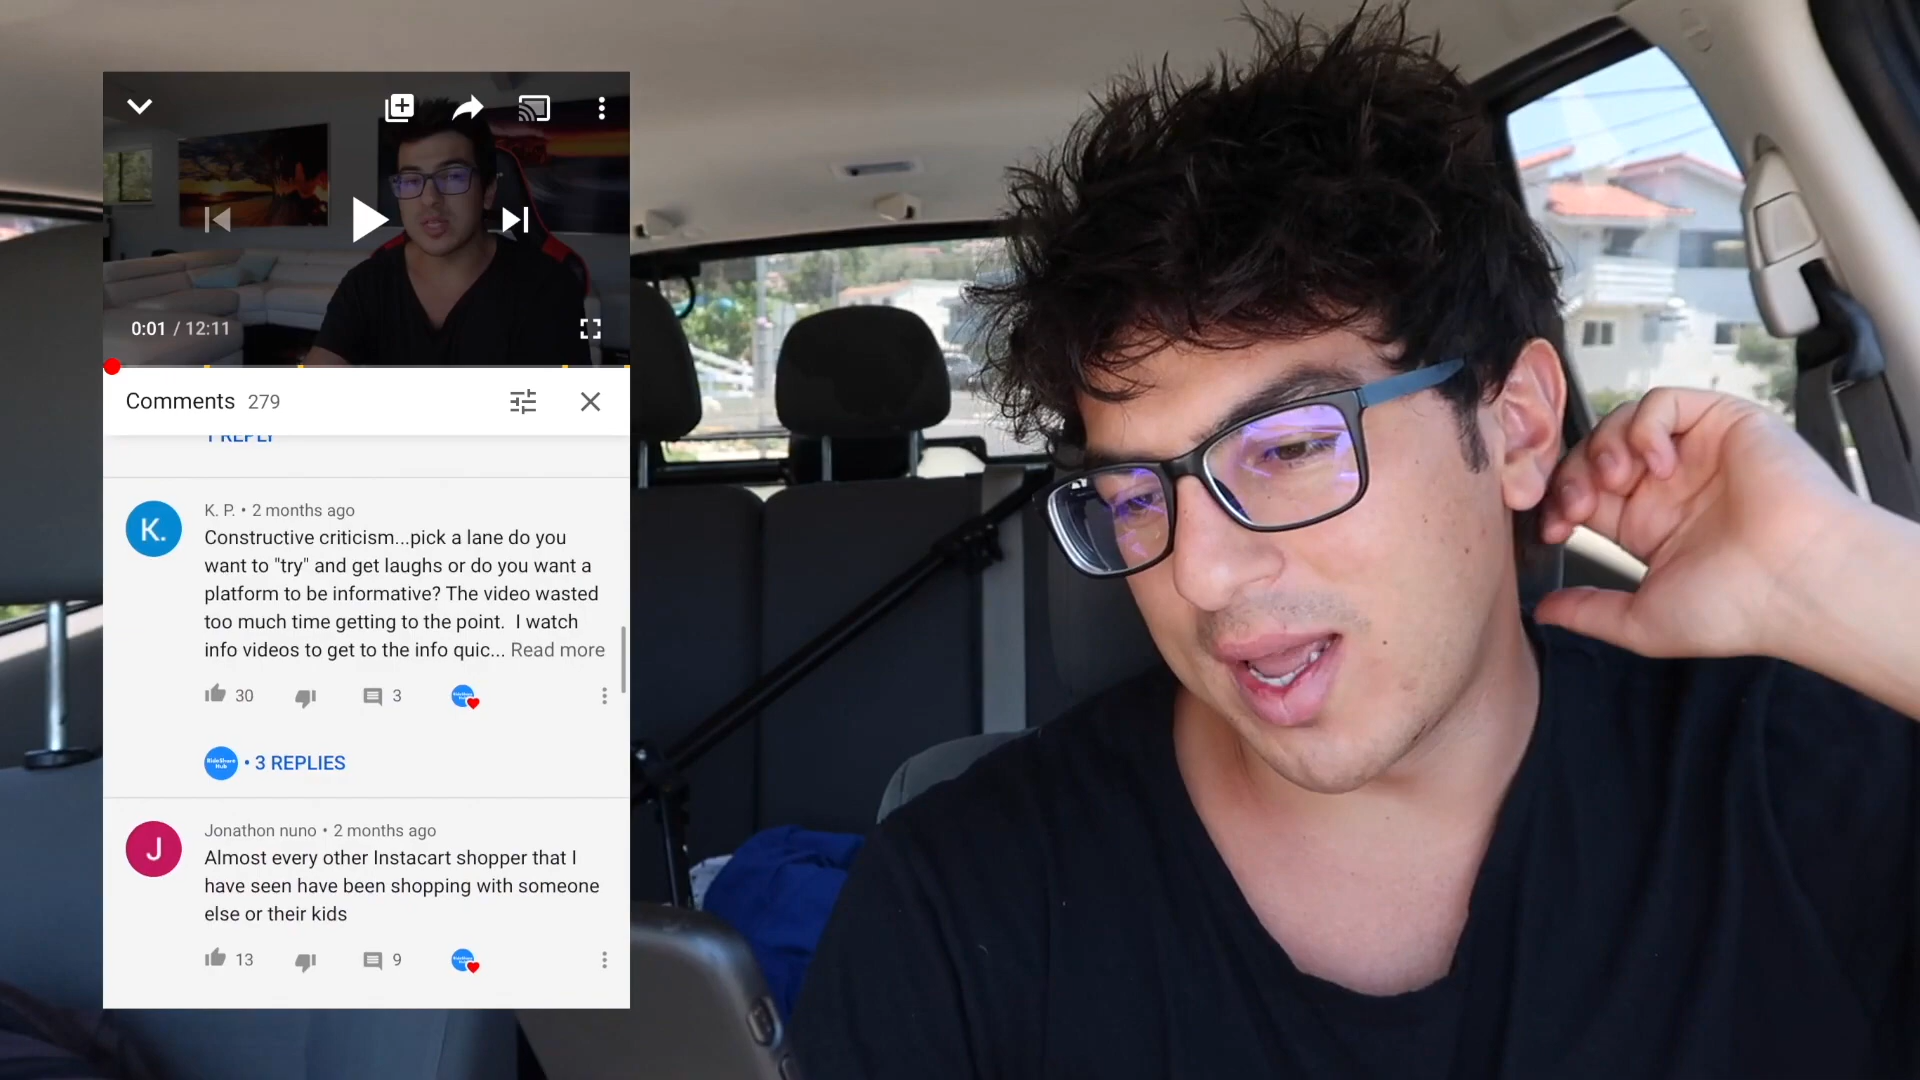 0:01 / 12:11
Comments 279
1 REPLY
K.
K. P. • 2 months ago
Constructive criticism...pick a lane do you
want to "try" and get laughs or do you want a
platform to be informative? The video wasted
too much time getting to the point. I watch
info videos to get to the info quic... Read more
30
3
RideShare
Hub
• 3 REPLIES
J
Jonathon nuno • 2 months ago
Almost every other Instacart shopper that I
have seen have been shopping with someone
else or their kids
13
9